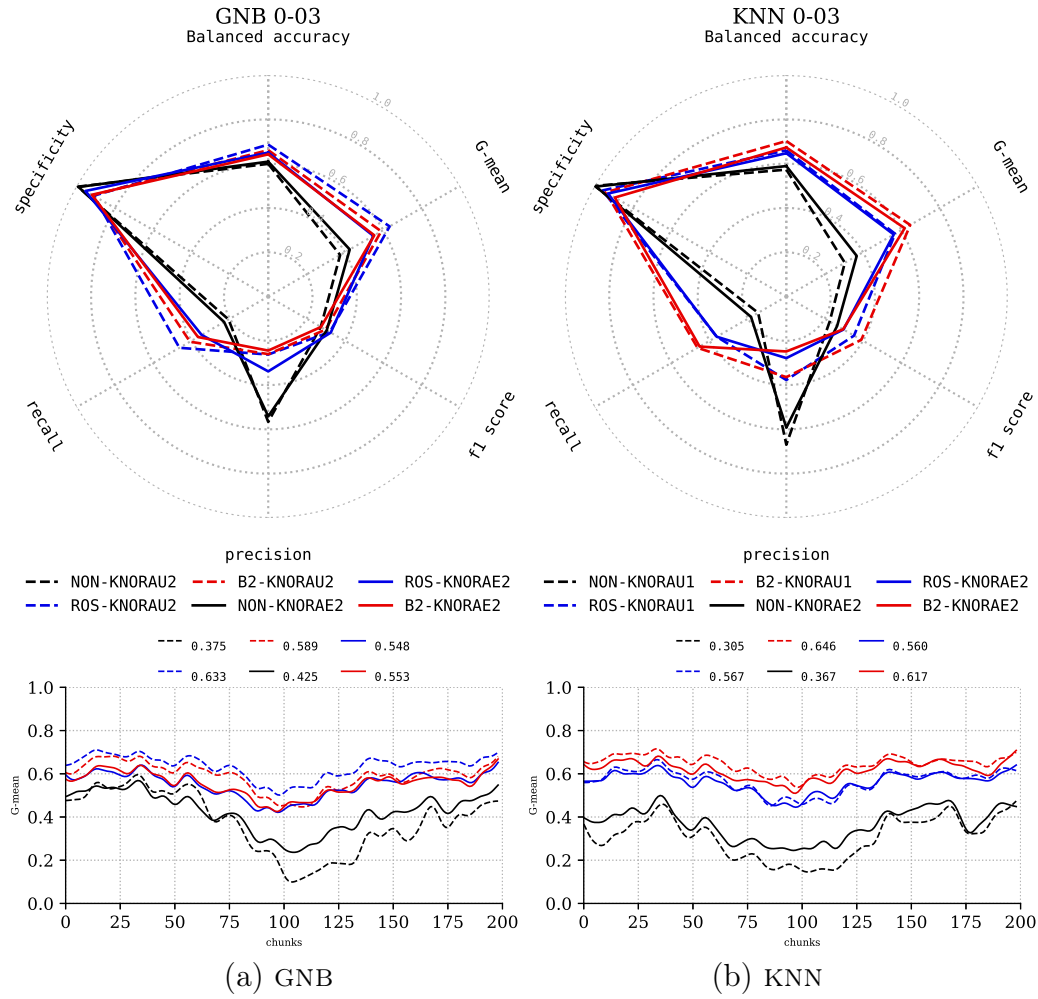 GNB 0-03
Balanced accuracy
1.0
0.8
0.6
0.4
0.2
specificity
G-mean
recall
f1 score
precision
NON-KNORAU2 B2-KNORAU2 ROS-KNORAE2
ROS-KNORAU2 NON-KNORAE2 B2-KNORAE2
0.375 0.589 0.548
0.633 0.425 0.553
1.0
0.8
0.6
0.4
0.2
0.0
G-mean
0 25 50 75 100 125 150 175 200
chunks
(a) GNB
KNN 0-03
Balanced accuracy
1.0
0.8
0.6
0.4
0.2
specificity
G-mean
recall
f1 score
precision
NON-KNORAU1 B2-KNORAU1 ROS-KNORAE2
ROS-KNORAU1 NON-KNORAE2 B2-KNORAE2
0.305 0.646 0.560
0.567 0.367 0.617
G-mean
0 25 50 75 100 125 150 175 200
chunks
(b) KNN